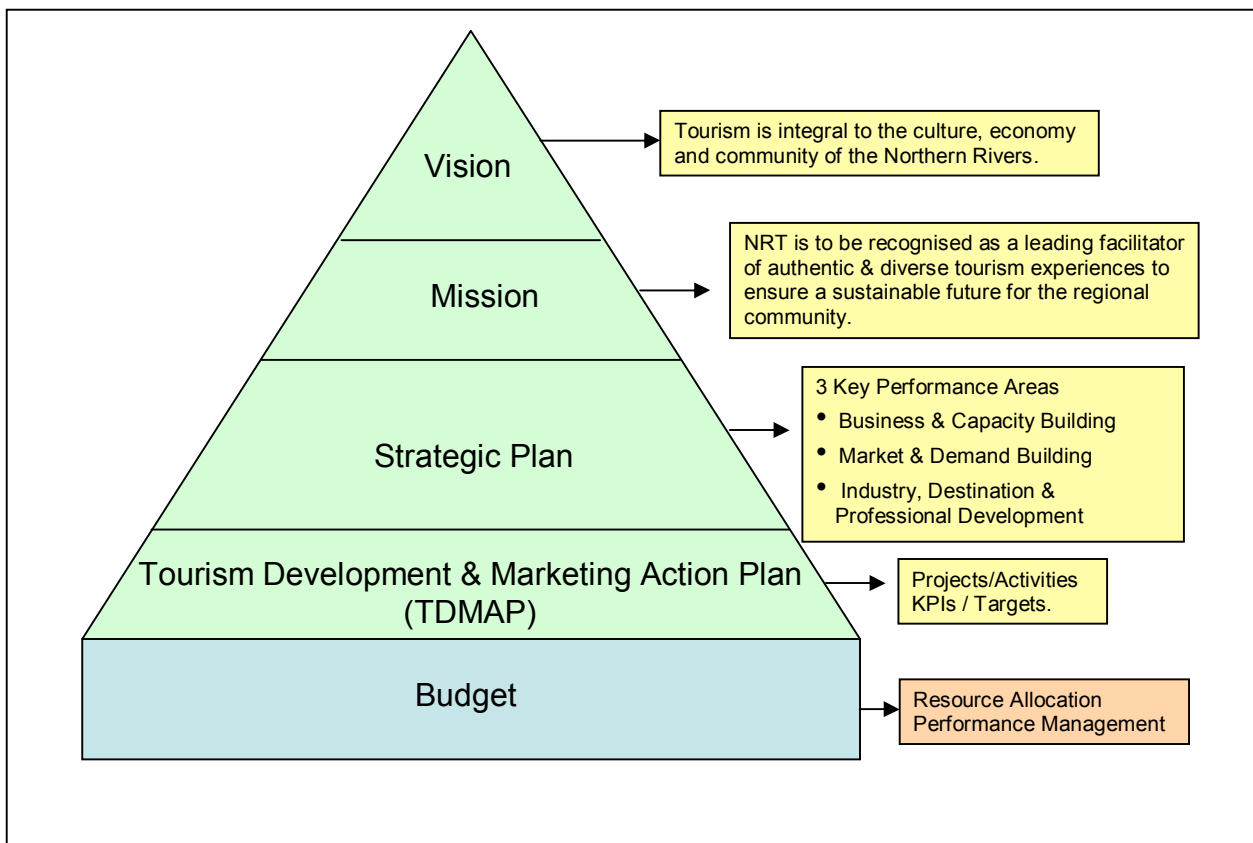 Vision
Tourism is integral to the culture, economy
and community of the Northern Rivers.
Mission
NRT is to be recognised as a leading facilitator
of authentic & diverse tourism experiences to
ensure a sustainable future for the regional
community.
Strategic Plan
3 Key Performance Areas
• Business & Capacity Building
• Market & Demand Building
• Industry, Destination &
Professional Development
Tourism Development & Marketing Action Plan
(TDMAP)
Projects/Activities
KPIs / Targets.
Budget
Resource Allocation
Performance Management